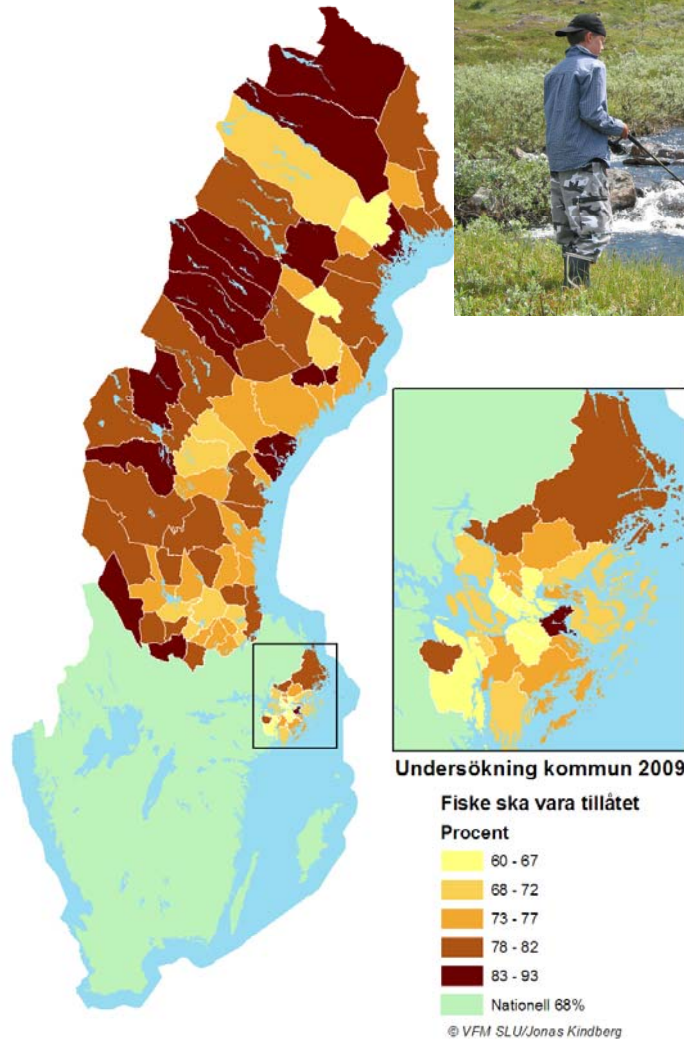 Undersökning kommun 2009
Fiske ska vara tillåtet
Procent
60 - 67
68 - 72
73 - 77
78 - 82
83 - 93
Nationell 68%
© VFM SLU/Jonas Kindberg